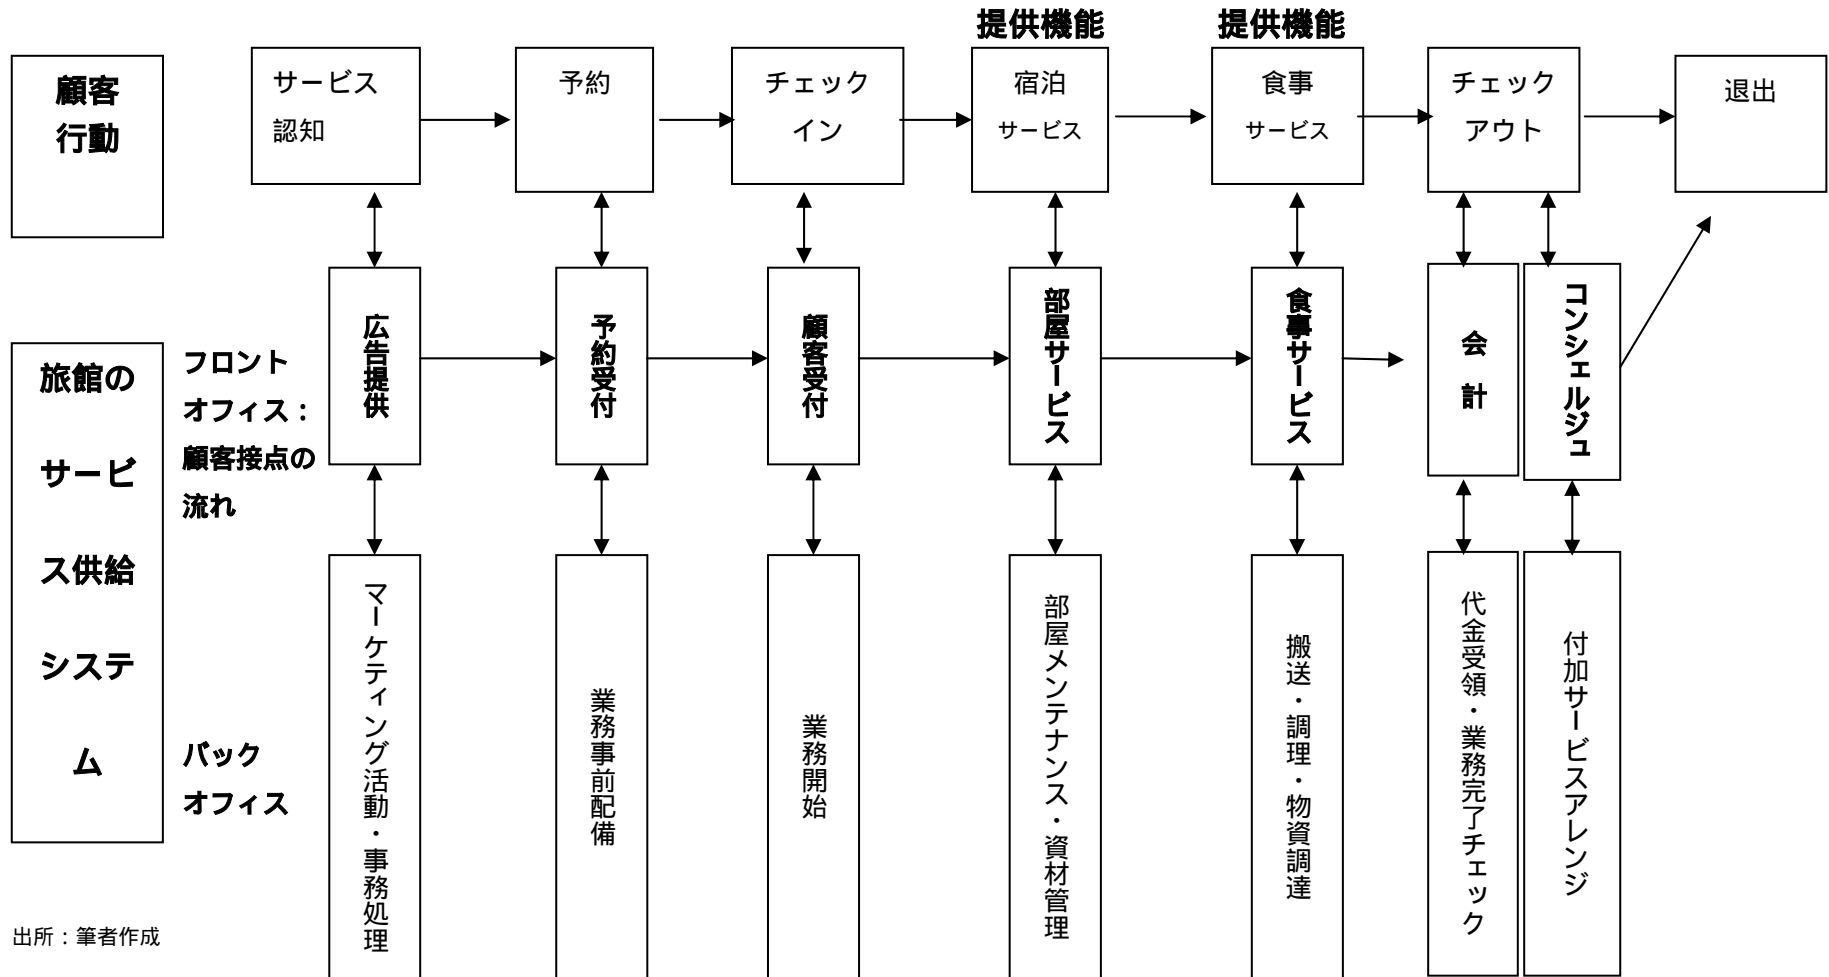 提供機能
提供機能
顧客
行動
サービス
認知
予約
チェック
イン
宿泊
サービス
食事
サービス
チェック
アウト
退出
旅館の
サービ
ス供給
システ
ム
フロント
オフィス：
顧客接点の
流れ
広告提供
予約受付
顧客受付
部屋サービス
食事サービス
会計
コンシェルジュ
バック
オフィス
マーケティング活動・事務処理
業務事前配備
業務開始
部屋メンテナンス・資材管理
搬送・調理・物資調達
代金受領・業務完了チェック
付加サービスアレンジ
出所：筆者作成